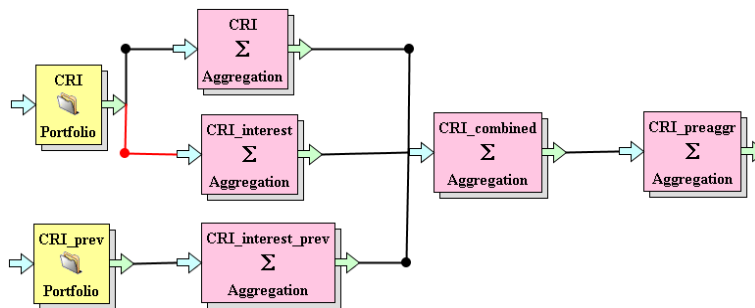 CRI
Σ
Aggregation
CRI
Portfolio
CRI_interest
Σ
Aggregation
CRI_combined
Σ
Aggregation
CRI_preaggr
Σ
Aggregation
CRI_prev
Portfolio
CRI_interest_prev
Σ
Aggregation